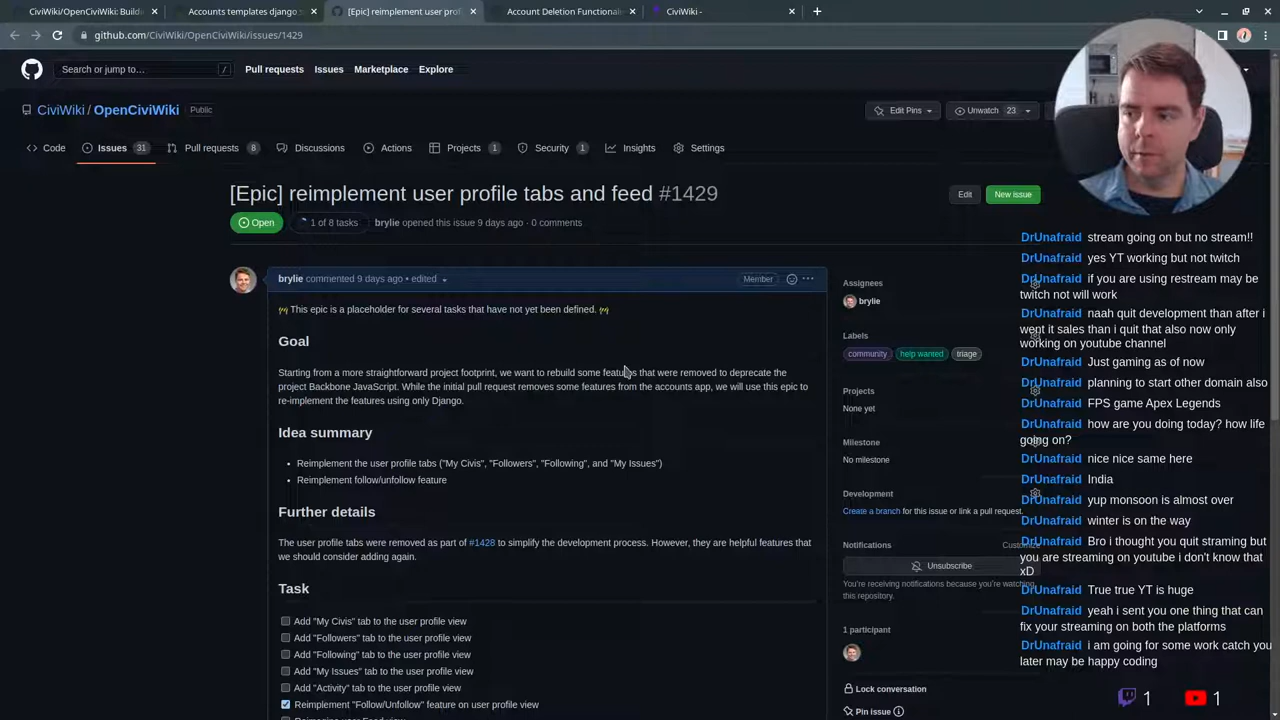 CiviWiki/OpenCiviWiki: Build
Accounts templates django
[Epic] reimplement user prof
Account Deletion Functional
CiviWiki -
github.com/CiviWiki/OpenCiviWiki/issues/1429
Search or jump to...
/
Pull requests
Issues
Marketplace
Explore
CiviWiki / OpenCiviWiki
Public
Edit Pins
Unwatch 23
Code
Issues 31
Pull requests 8
Discussions
Actions
Projects 1
Security 1
Insights
Settings
[Epic] reimplement user profile tabs and feed #1429
Edit
New issue
Open
1 of 8 tasks
brylie opened this issue 9 days ago · 0 comments
brylie commented 9 days ago • edited
Member
This epic is a placeholder for several tasks that have not yet been defined.
Goal
Starting from a more straightforward project footprint, we want to rebuild some features that were removed to deprecate the
project Backbone JavaScript. While the initial pull request removes some features from the accounts app, we will use this epic to
re-implement the features using only Django.
Idea summary
• Reimplement the user profile tabs ("My Civis", "Followers", "Following", and "My Issues")
• Reimplement follow/unfollow feature
Further details
The user profile tabs were removed as part of #1428 to simplify the development process. However, they are helpful features that
we should consider adding again.
Task
Add "My Civis" tab to the user profile view
Add "Followers" tab to the user profile view
Add "Following" tab to the user profile view
Add "My Issues" tab to the user profile view
Add "Activity" tab to the user profile view
Reimplement "Follow/Unfollow" feature on user profile view
Assignees
brylie
Labels
community
help wanted
triage
Projects
None yet
Milestone
No milestone
Development
Create a branch for this issue or link a pull request.
Notifications
Customize
Unsubscribe
You're receiving notifications because you're watching
this repository.
1 participant
Lock conversation
Pin issue
DrUnafraid stream going on but no stream!!
DrUnafraid yes YT working but not twitch
DrUnafraid if you are using restream may be
twitch not will work
DrUnafraid naah quit development than after i
went it sales than i quit that also now only
working on youtube channel
DrUnafraid Just gaming as of now
DrUnafraid planning to start other domain also
DrUnafraid FPS game Apex Legends
DrUnafraid how are you doing today? how life
going on?
DrUnafraid nice nice same here
DrUnafraid India
DrUnafraid yup monsoon is almost over
DrUnafraid winter is on the way
DrUnafraid Bro i thought you quit straming but
you are streaming on youtube i don't know that
xD
DrUnafraid True true YT is huge
DrUnafraid yeah i sent you one thing that can
fix your streaming on both the platforms
DrUnafraid i am going for some work catch you
later may be happy coding
1
1